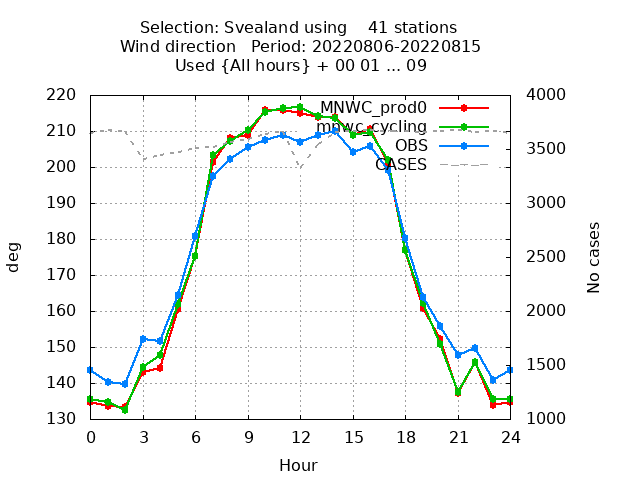 Selection: Svealand using    41 stations
Wind direction   Period: 20220806-20220815
Used {All hours} + 00 01 ... 09
220
210
200
190
180
170
160
150
140
130
deg
4000
3500
3000
2500
2000
1500
1000
No cases
MNWC_prod0
mnwc_cycling
OBS
CASES
0 3 6 9 12 15 18 21 24
Hour